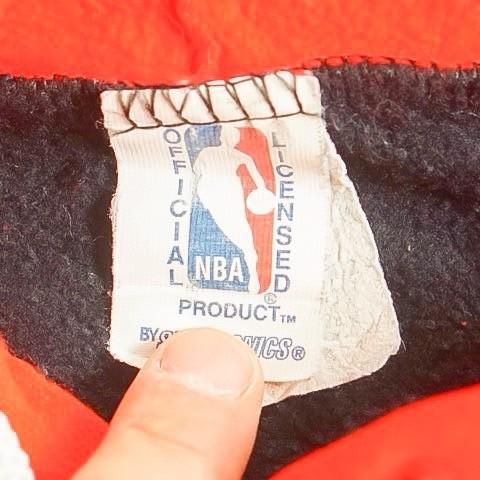 OFFICIAL
LICENSED
NBA
®
PRODUCT™
BY